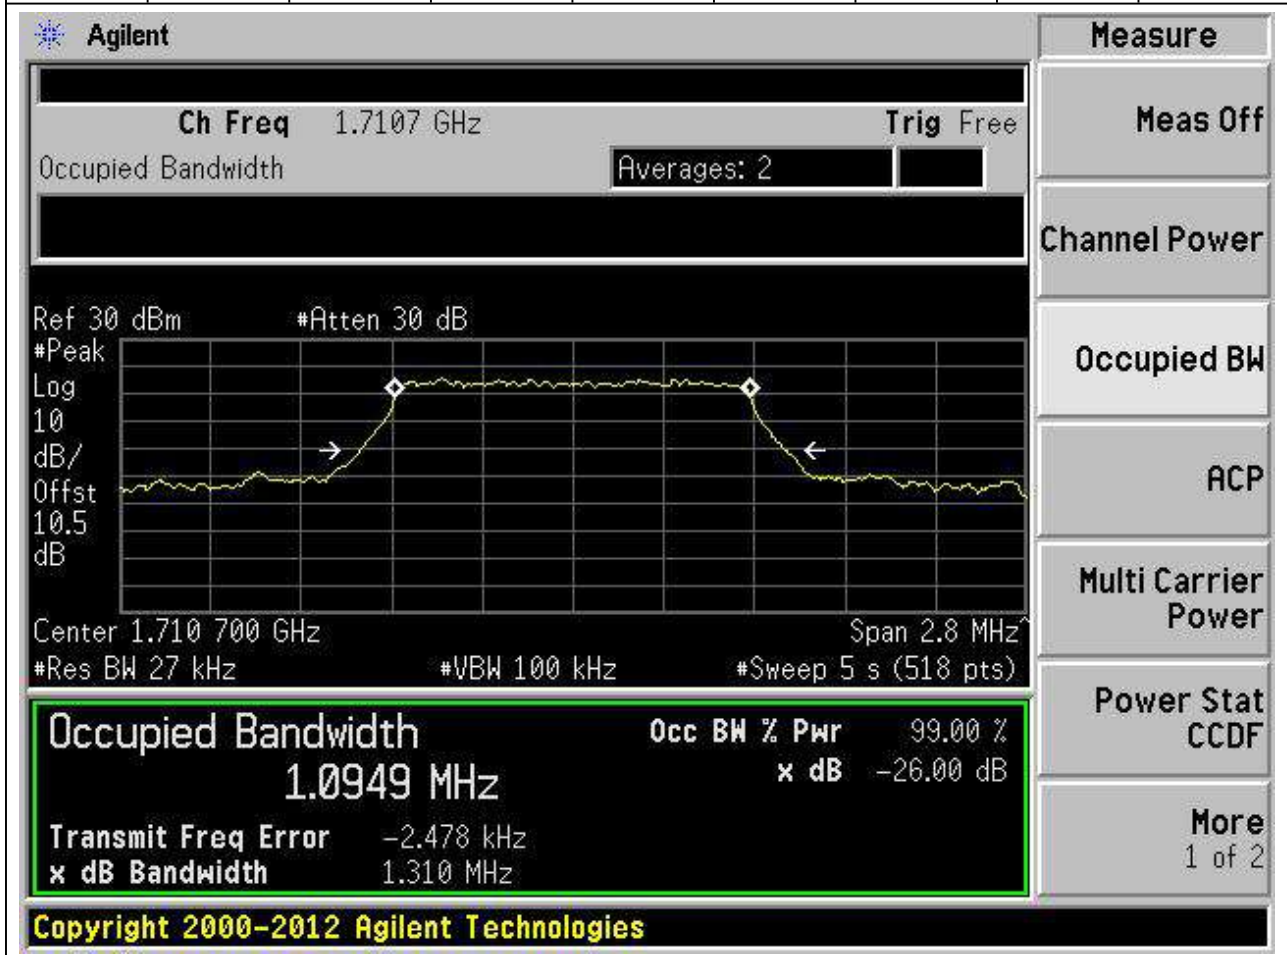 Agilent
Measure
Ch Freq 1.7107 GHz Trig Free
Occupied Bandwidth Averages: 2
Meas Off
Channel Power
Ref 30 dBm #Atten 30 dB
#Peak
Log
10
dB/
Offst
10.5
dB
Occupied BW
ACP
Center 1.710 700 GHz Span 2.8 MHz^
#Res BW 27 kHz #VBW 100 kHz #Sweep 5 s (518 pts)
Multi Carrier
Power
Occupied Bandwidth Occ BW % Pwr 99.00 %
1.0949 MHz x dB -26.00 dB
Transmit Freq Error -2.478 kHz
x dB Bandwidth 1.310 MHz
Power Stat
CCDF
More
1 of 2
Copyright 2000-2012 Agilent Technologies